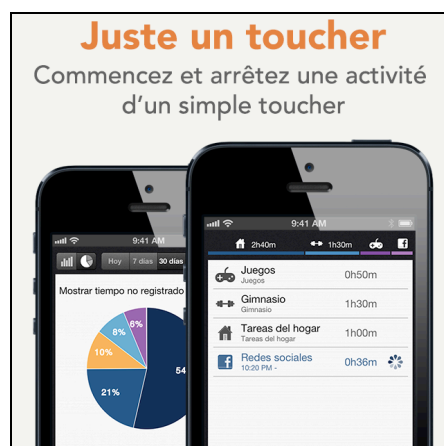 Juste un toucher
Commencez et arrêtez une activité
d'un simple toucher
9:41 AM
Hoy 7 días 30 días
Mostrar tiempo no registrado
6%
8%
10%
21%
54
9:41 AM
2h40m 1h30m
Juegos
Juegos
0h50m
Gimnasio
Gimnasio
1h30m
Tareas del hogar
Tareas del hogar
1h00m
Redes sociales
10:20 PM -
0h36m